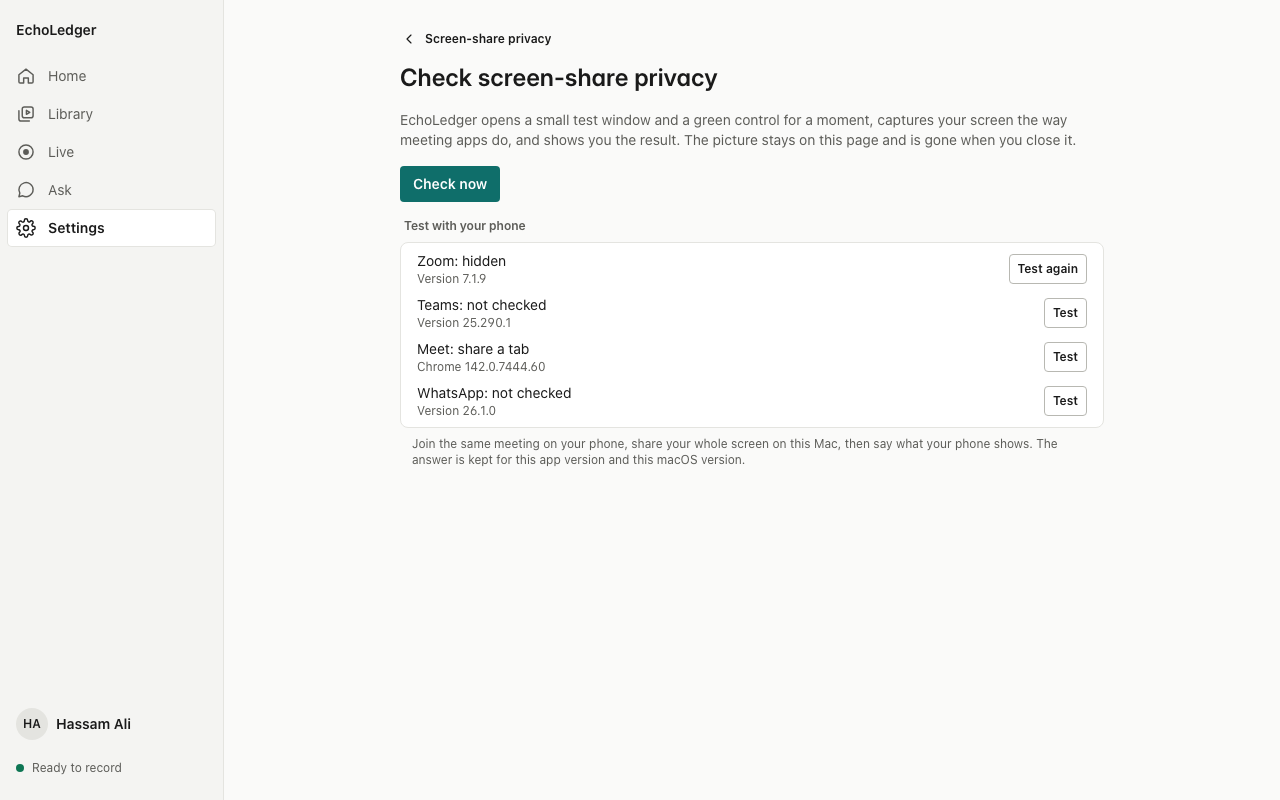 EchoLedger
Home
Library
Live
Ask
Settings
HA
Hassam Ali
Ready to record
Screen-share privacy
Check screen-share privacy
EchoLedger opens a small test window and a green control for a moment, captures your screen the way
meeting apps do, and shows you the result. The picture stays on this page and is gone when you close it.
Check now
Test with your phone
Zoom: hidden
Version 7.1.9
Test again
Teams: not checked
Version 25.290.1
Test
Meet: share a tab
Chrome 142.0.7444.60
Test
WhatsApp: not checked
Version 26.1.0
Test
Join the same meeting on your phone, share your whole screen on this Mac, then say what your phone shows. The
answer is kept for this app version and this macOS version.